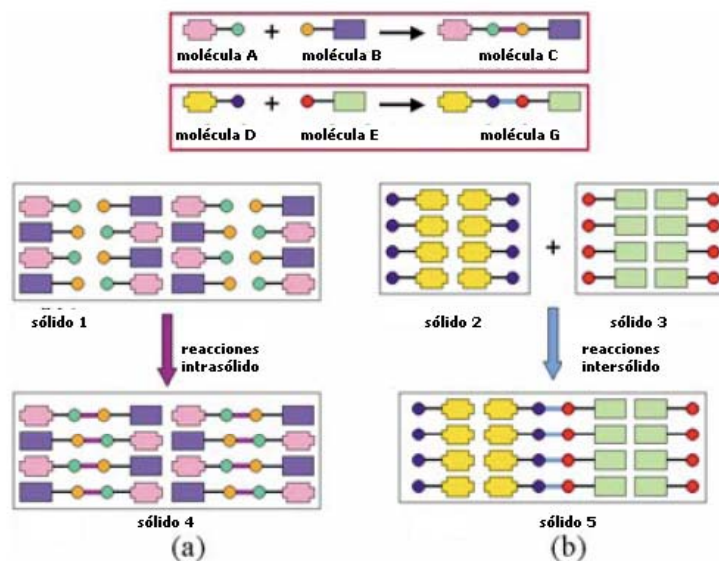 +
molécula A molécula B molécula C
+
molécula D molécula E molécula G
+
sólido 1 sólido 2 sólido 3
reacciones
intrasólido
reacciones
intersólido
sólido 4 sólido 5
(a) (b)